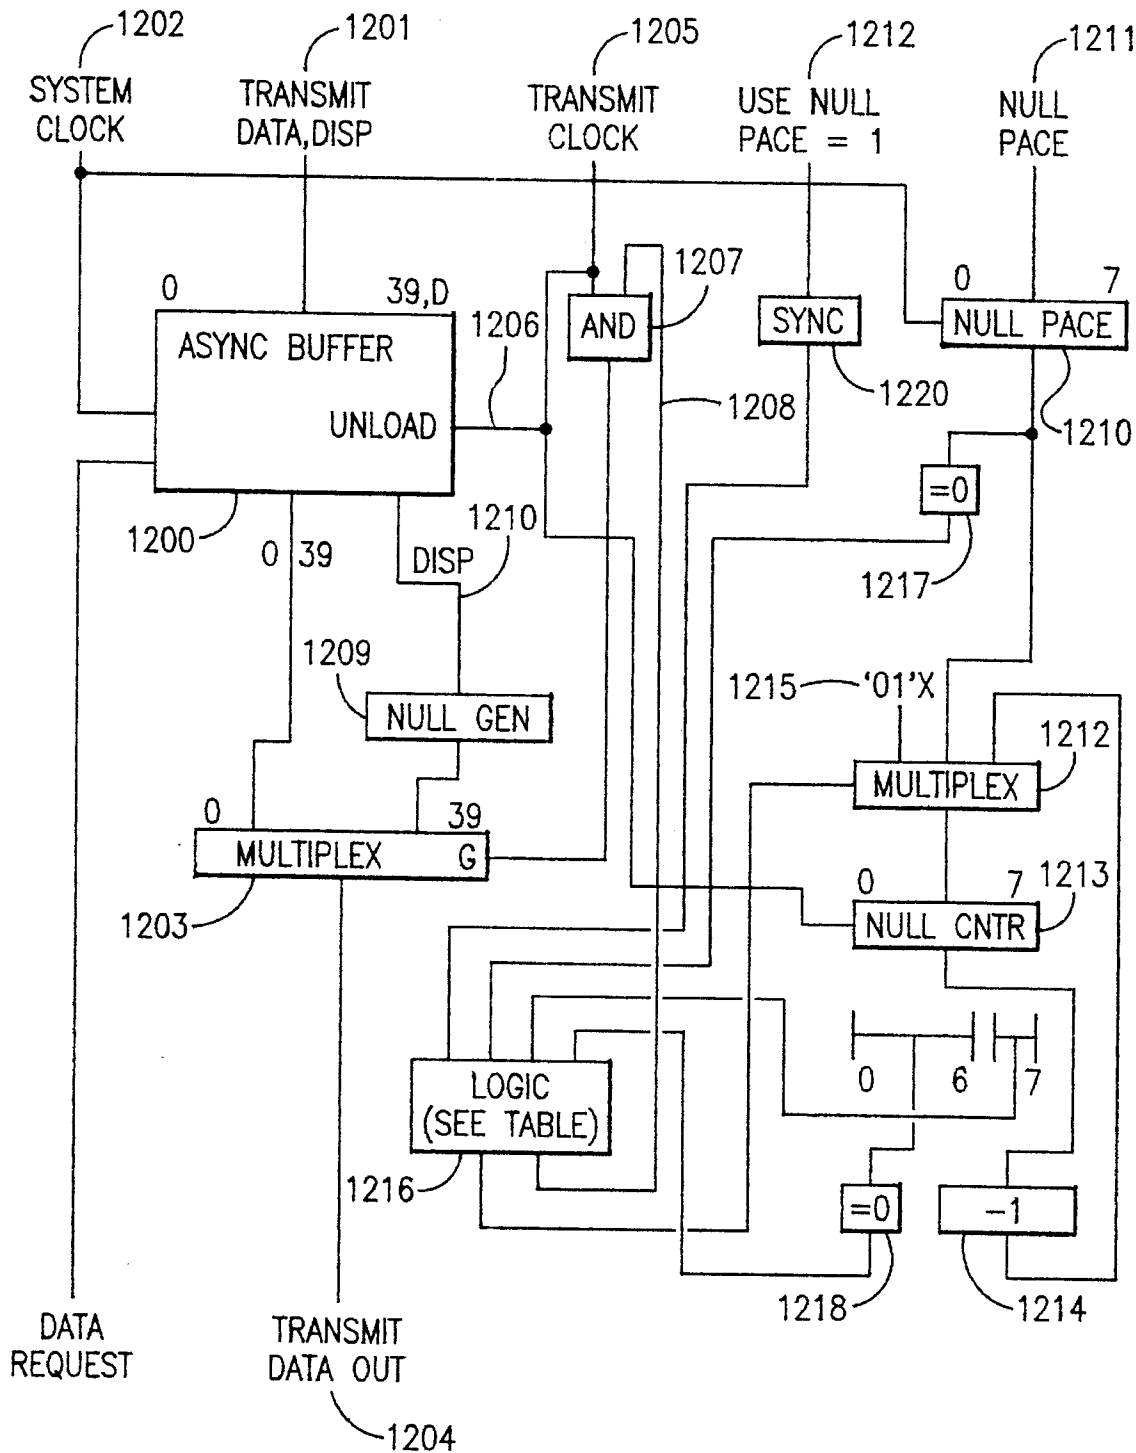 1202
1201
1205
1212
1211
SYSTEM
CLOCK
TRANSMIT
DATA,DISP
TRANSMIT
CLOCK
USE NULL
PACE = 1
NULL
PACE
0
39,D
1207
0
7
ASYNC BUFFER
1206
AND
SYNC
NULL PACE
UNLOAD
1208
1220
1210
=0
1200
0
39
DISP
1210
1217
1209
1215
'01'X
NULL GEN
1212
MULTIPLEX
0
39
MULTIPLEX
G
0
7
1213
1203
NULL CNTR
0
6
7
LOGIC
(SEE TABLE)
1216
=0
-1
1218
1214
DATA
REQUEST
TRANSMIT
DATA OUT
1204